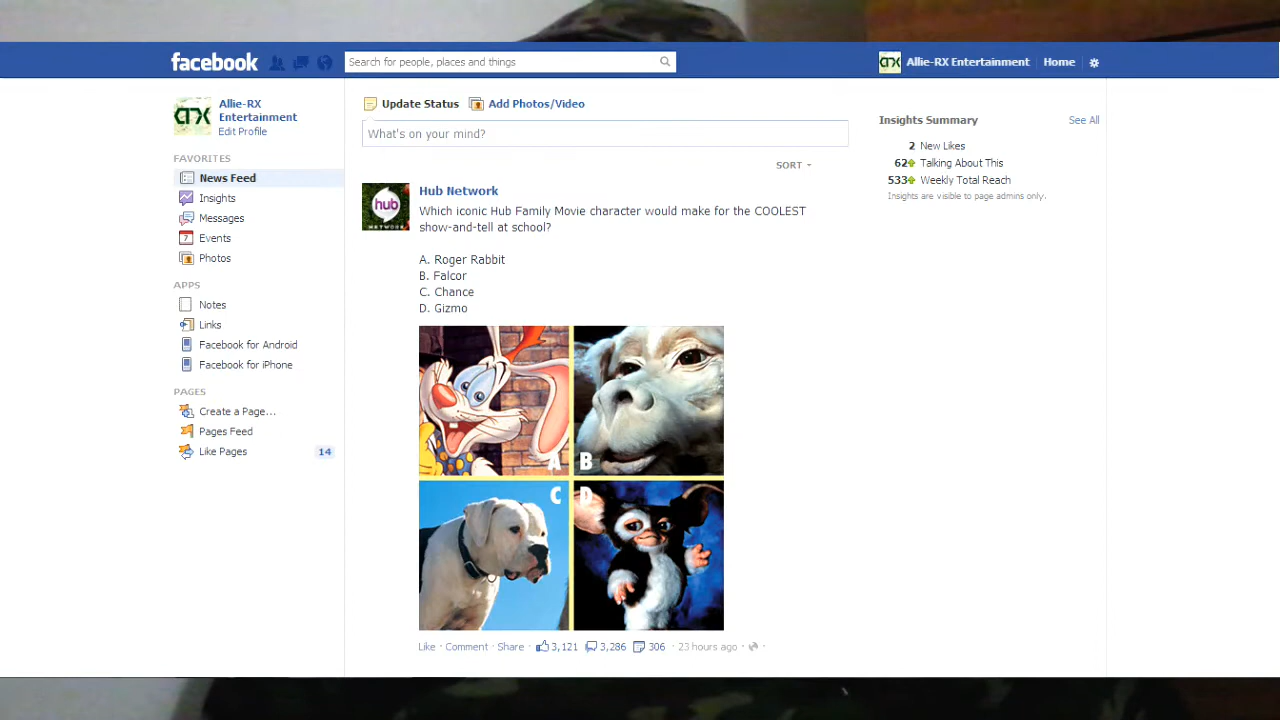 facebook
Search for people, places and things
CTX
Allie-RX Entertainment
Home
CTX
Allie-RX
Entertainment
Edit Profile
FAVORITES
News Feed
Insights
Messages
7
Events
Photos
APPS
Notes
Links
Facebook for Android
Facebook for iPhone
PAGES
Create a Page...
Pages Feed
Like Pages
14
Update Status
Add Photos/Video
What's on your mind?
SORT
hub
NETWORK
Hub Network
Which iconic Hub Family Movie character would make for the COOLEST
show-and-tell at school?
A. Roger Rabbit
B. Falcor
C. Chance
D. Gizmo
A
B
C
D
Like · Comment · Share · 3,121 3,286 306 · 23 hours ago ·
Insights Summary
See All
2 New Likes
62 Talking About This
533 Weekly Total Reach
Insights are visible to page admins only.